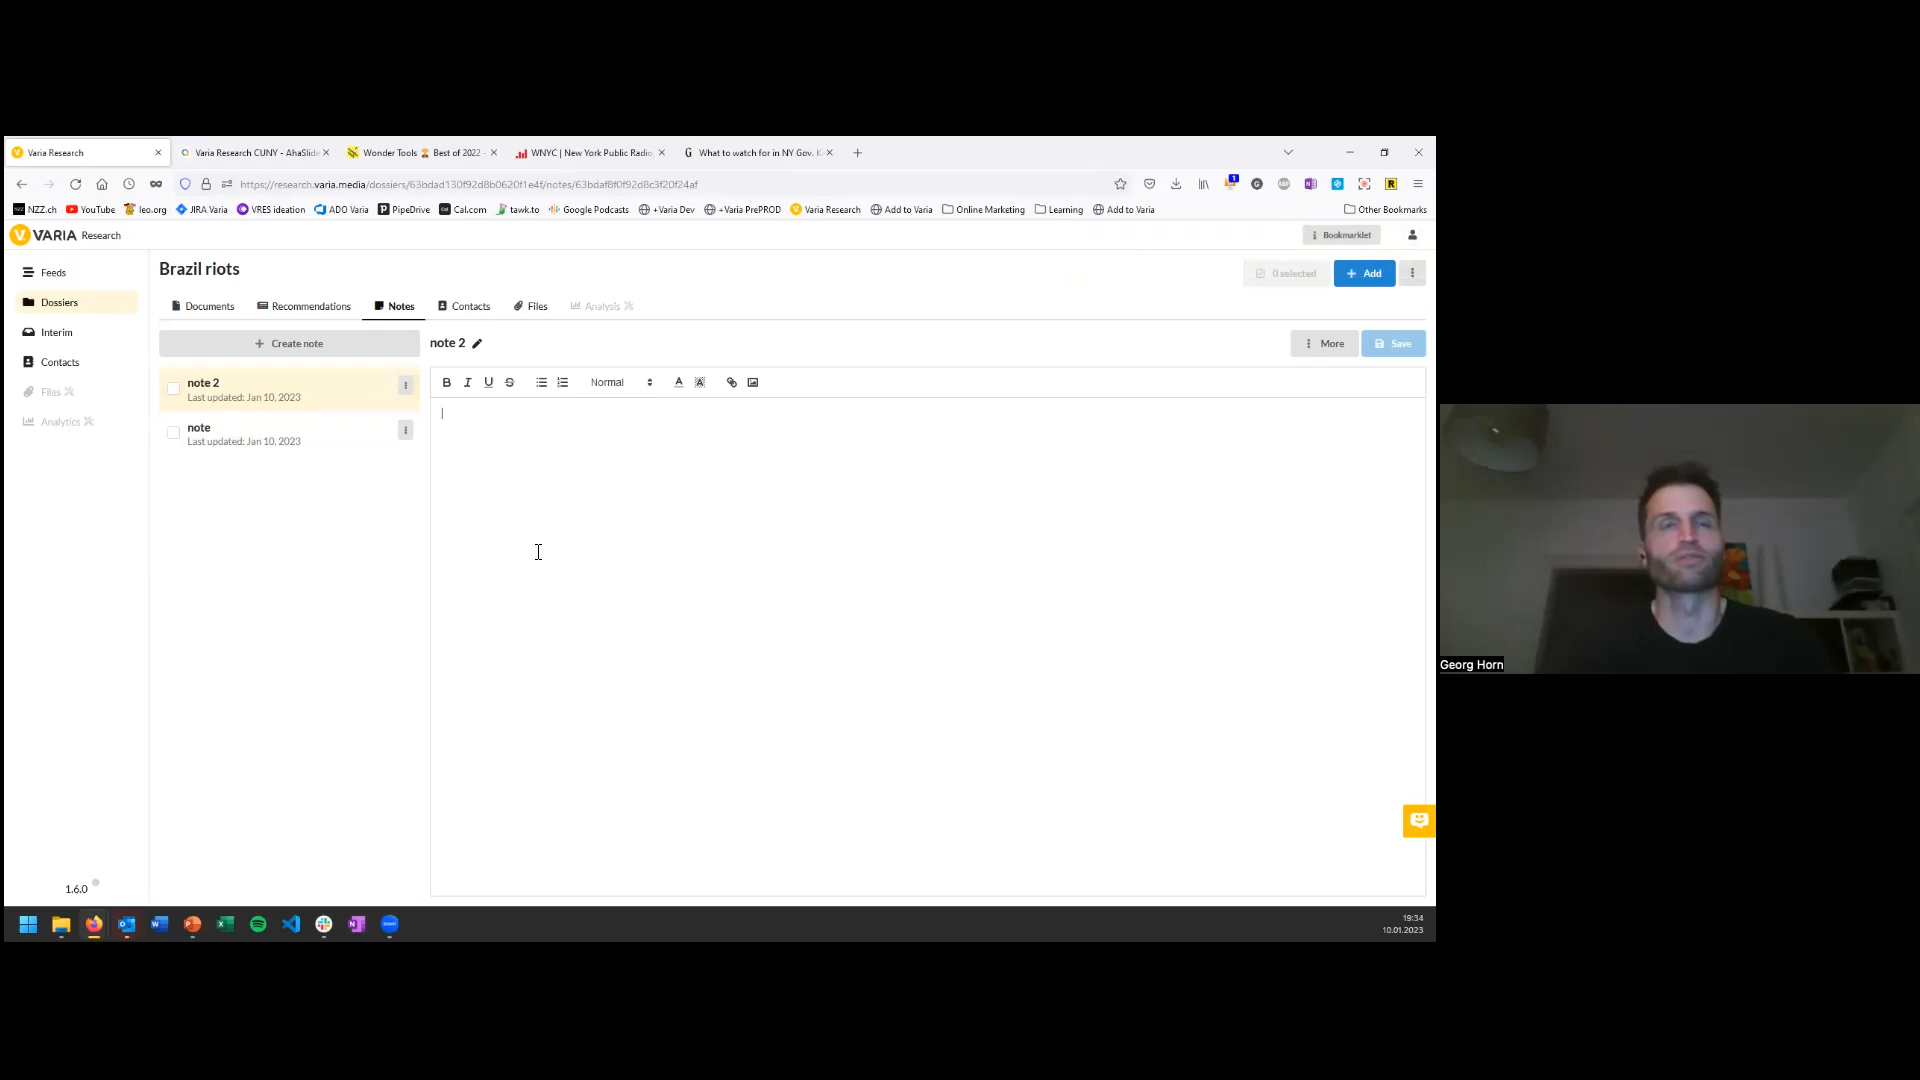 Varia Research
Varia Research CUNY - AhaSlide
Wonder Tools 🏆 Best of 2022 -
WNYC | New York Public Radio,
G What to watch for in NY Gov. K
https://research.varia.media/dossiers/63bdad130f92d8b0620f1e4f/notes/63bdaf8f0f92d8c3f20f24af
1
NZZ.ch YouTube leo.org JIRA Varia VRES ideation ADO Varia PipeDrive Cal.com tawk.to Google Podcasts +Varia Dev +Varia PrePROD Varia Research Add to Varia Online Marketing Learning Add to Varia Other Bookmarks
VARIA Research
Bookmarklet
Feeds
Dossiers
Interim
Contacts
Files
Analytics
1.6.0
Brazil riots
0 selected
+ Add
Documents Recommendations Notes Contacts Files Analysis
+ Create note
note 2
Last updated: Jan 10, 2023
note
Last updated: Jan 10, 2023
note 2
More
Save
B I U S Normal A A
19:34
10.01.2023
Georg Horn